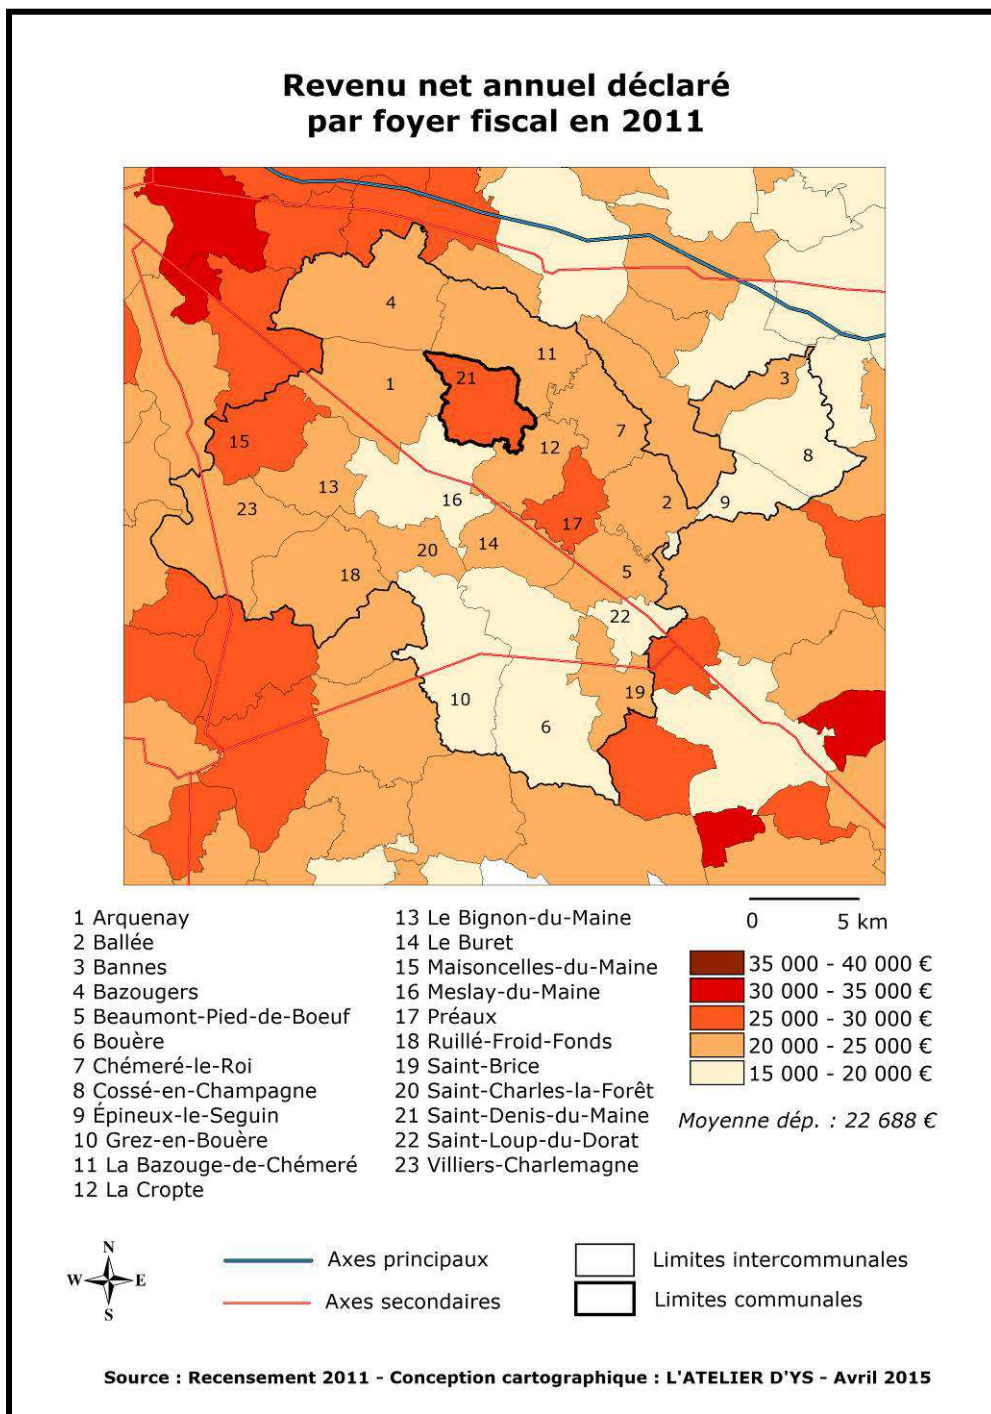 Revenu net annuel déclaré
par foyer fiscal en 2011
4
11
21
3
1
7
15
12
8
13
16
2
9
23
17
14
20
5
18
22
19
10
6
1 Arquenay
2 Ballée
3 Bannes
4 Bazougers
5 Beaumont-Pied-de-Boeuf
6 Bouère
7 Chémeré-le-Roi
8 Cossé-en-Champagne
9 Épineux-le-Seguin
10 Grez-en-Bouère
11 La Bazouge-de-Chémeré
12 La Cropte
13 Le Bignon-du-Maine
14 Le Buret
15 Maisoncelles-du-Maine
16 Meslay-du-Maine
17 Préaux
18 Ruillé-Froid-Fonds
19 Saint-Brice
20 Saint-Charles-la-Forêt
21 Saint-Denis-du-Maine
22 Saint-Loup-du-Dorat
23 Villiers-Charlemagne
0 5 km
35 000 - 40 000 €
30 000 - 35 000 €
25 000 - 30 000 €
20 000 - 25 000 €
15 000 - 20 000 €
Moyenne dép. : 22 688 €
N
W E
S
Axes principaux
Axes secondaires
Limites intercommunales
Limites communales
Source : Recensement 2011 - Conception cartographique : L'ATELIER D'YS - Avril 2015